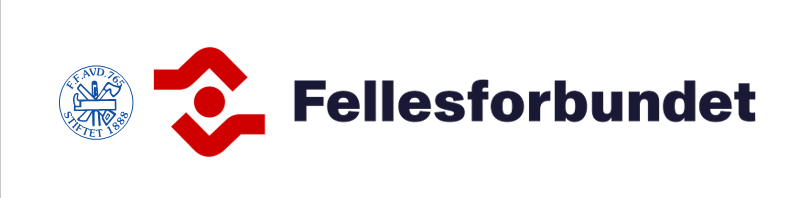 F.F. AVD. 765
STIFTET 1888
Fellesforbundet